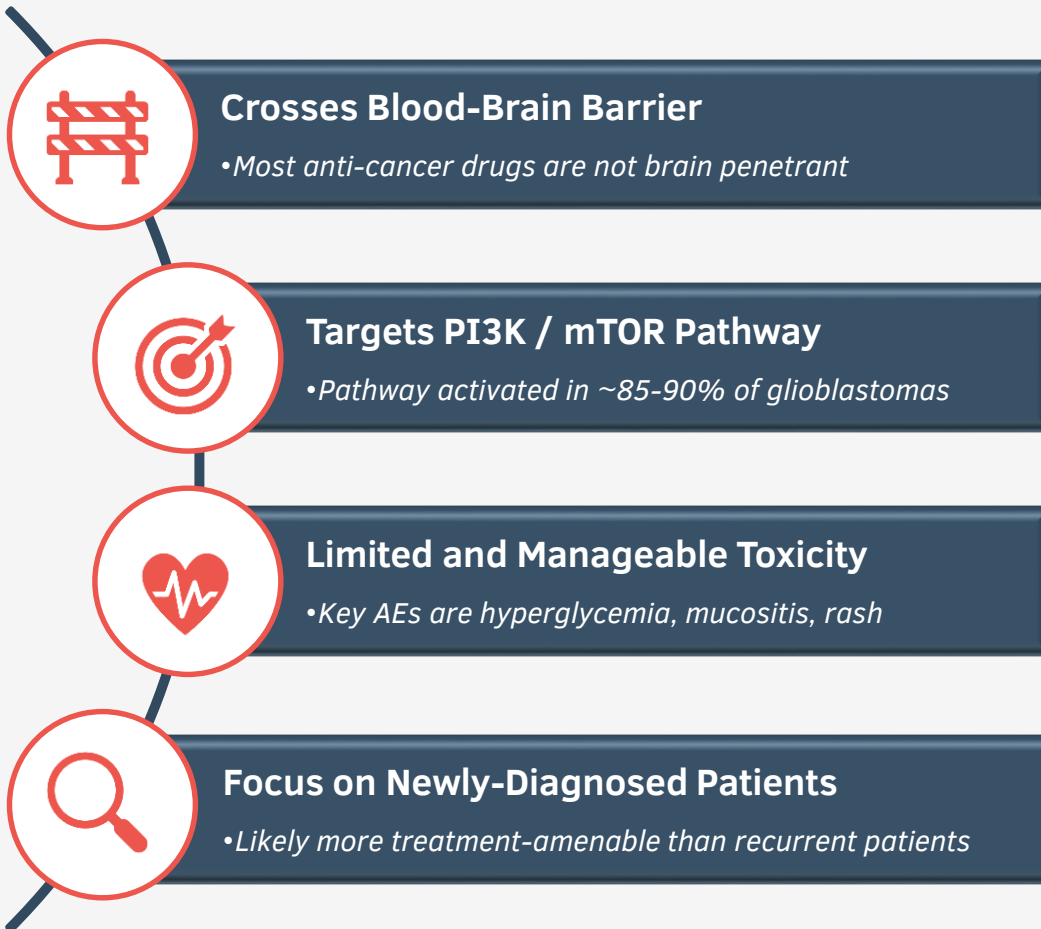 Crosses Blood-Brain Barrier
•Most anti-cancer drugs are not brain penetrant
Targets PI3K / mTOR Pathway
•Pathway activated in ~85-90% of glioblastomas
Limited and Manageable Toxicity
•Key AEs are hyperglycemia, mucositis, rash
Focus on Newly-Diagnosed Patients
•Likely more treatment-amenable than recurrent patients